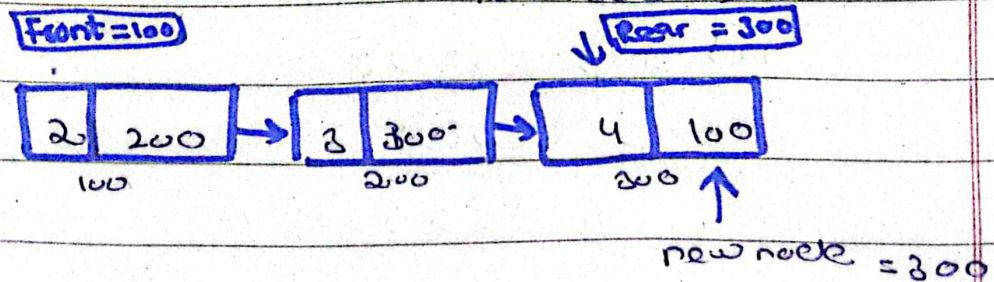 Front=100 Rear = 300
2 200 3 300 4 100
100 200 300
new node = 300